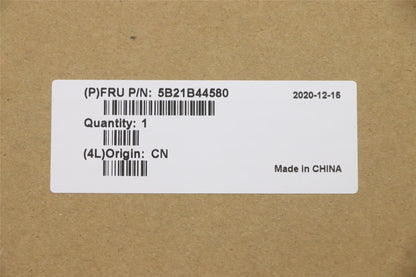 (P)FRU P/N: 5B21B44580
2020-12-15
Quantity: 1
(4L)Origin: CN
Made in CHINA